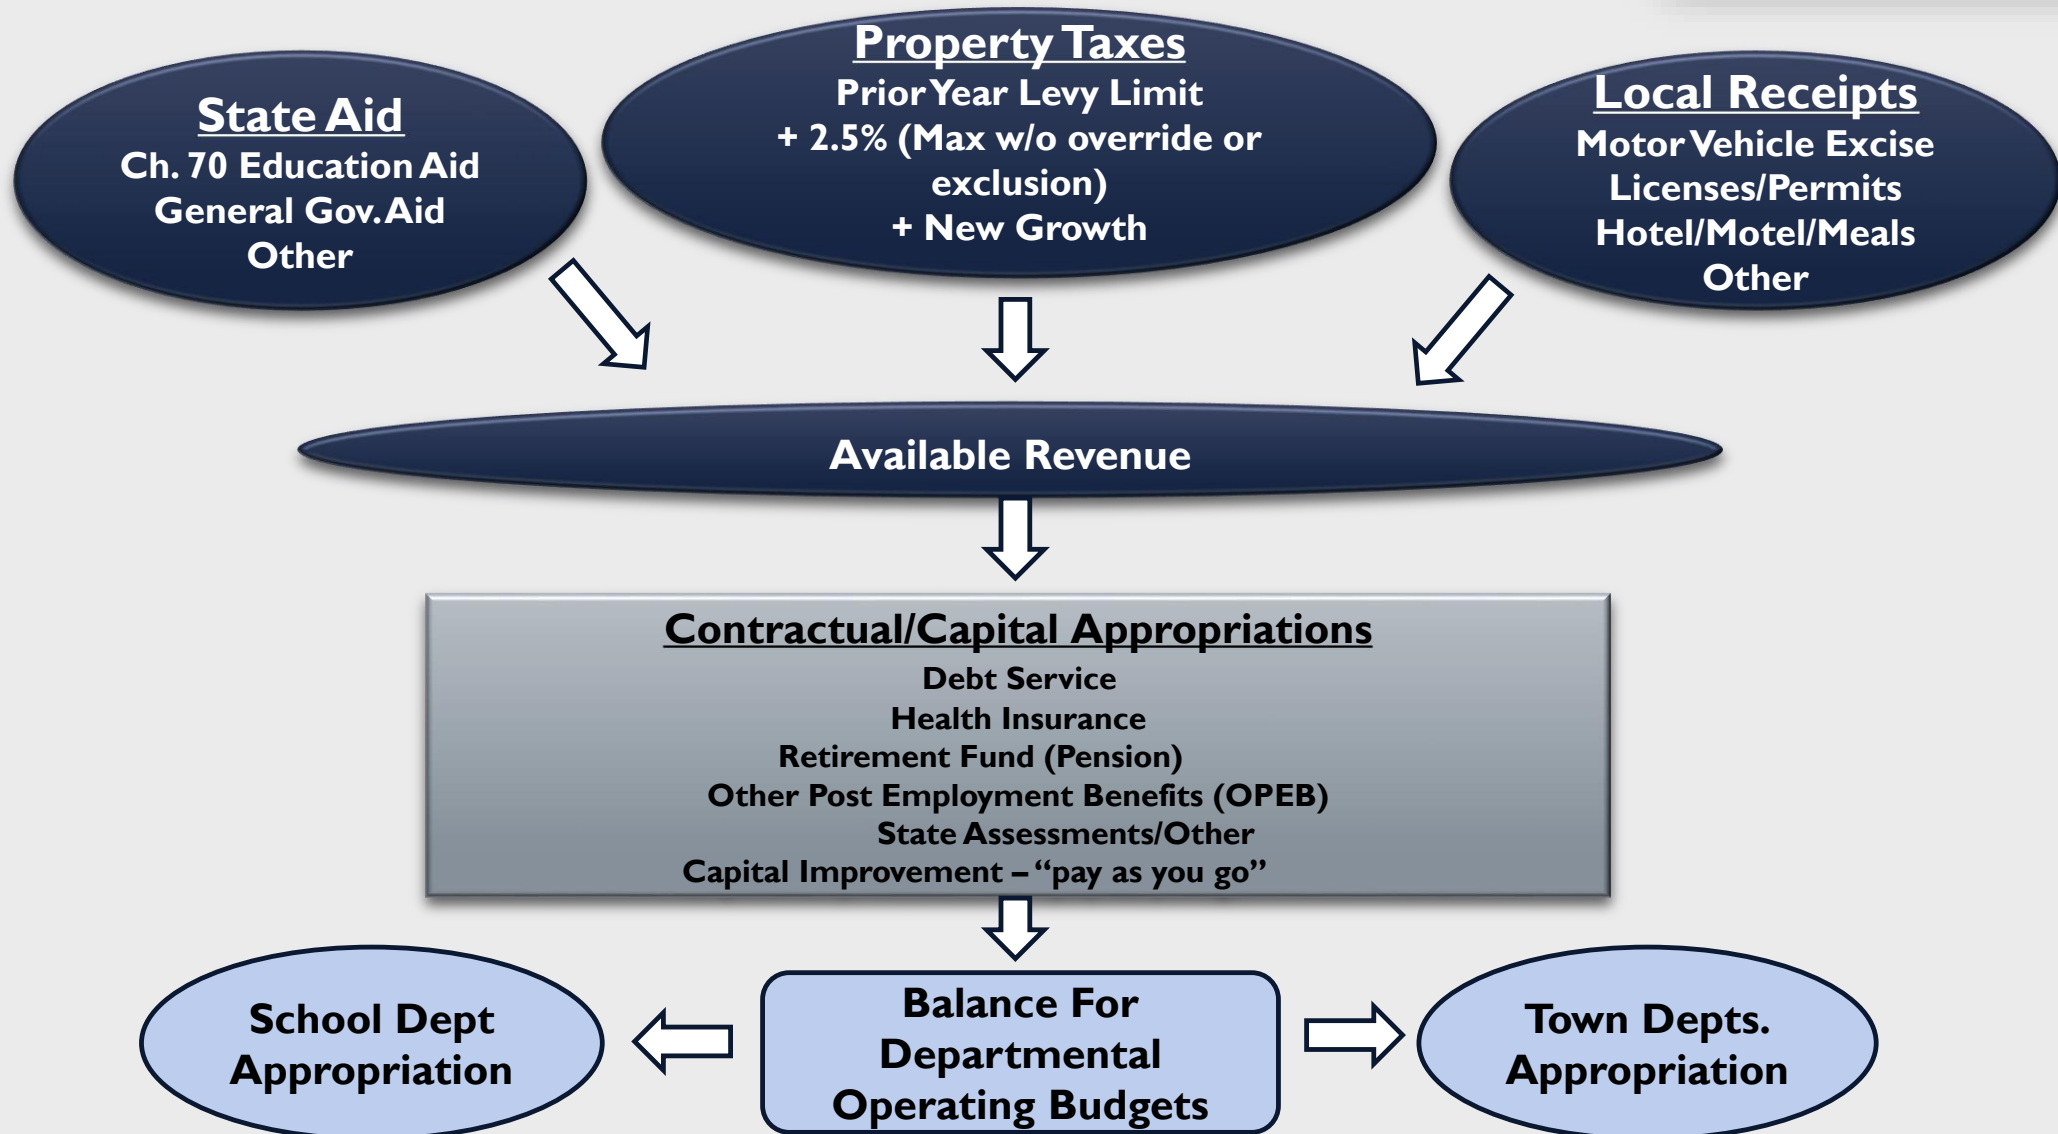 State Aid
Ch. 70 Education Aid
General Gov. Aid
Other
Property Taxes
Prior Year Levy Limit
+ 2.5% (Max w/o override or
exclusion)
+ New Growth
Local Receipts
Motor Vehicle Excise
Licenses/Permits
Hotel/Motel/Meals
Other
Available Revenue
Contractual/Capital Appropriations
Debt Service
Health Insurance
Retirement Fund (Pension)
Other Post Employment Benefits (OPEB)
State Assessments/Other
Capital Improvement – “pay as you go”
School Dept
Appropriation
Balance For
Departmental
Operating Budgets
Town Depts.
Appropriation